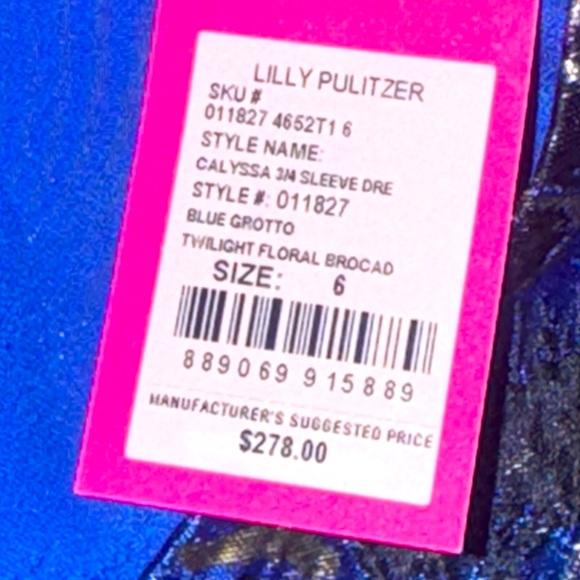 LILLY PULITZER
SKU #
011827 4652T1 6
STYLE NAME:
CALYSSA 3/4 SLEEVE DRE
STYLE #: 011827
BLUE GROTTO
TWILIGHT FLORAL BROCAD
SIZE: 6
889069 915889
MANUFACTURER'S SUGGESTED PRICE
$278.00